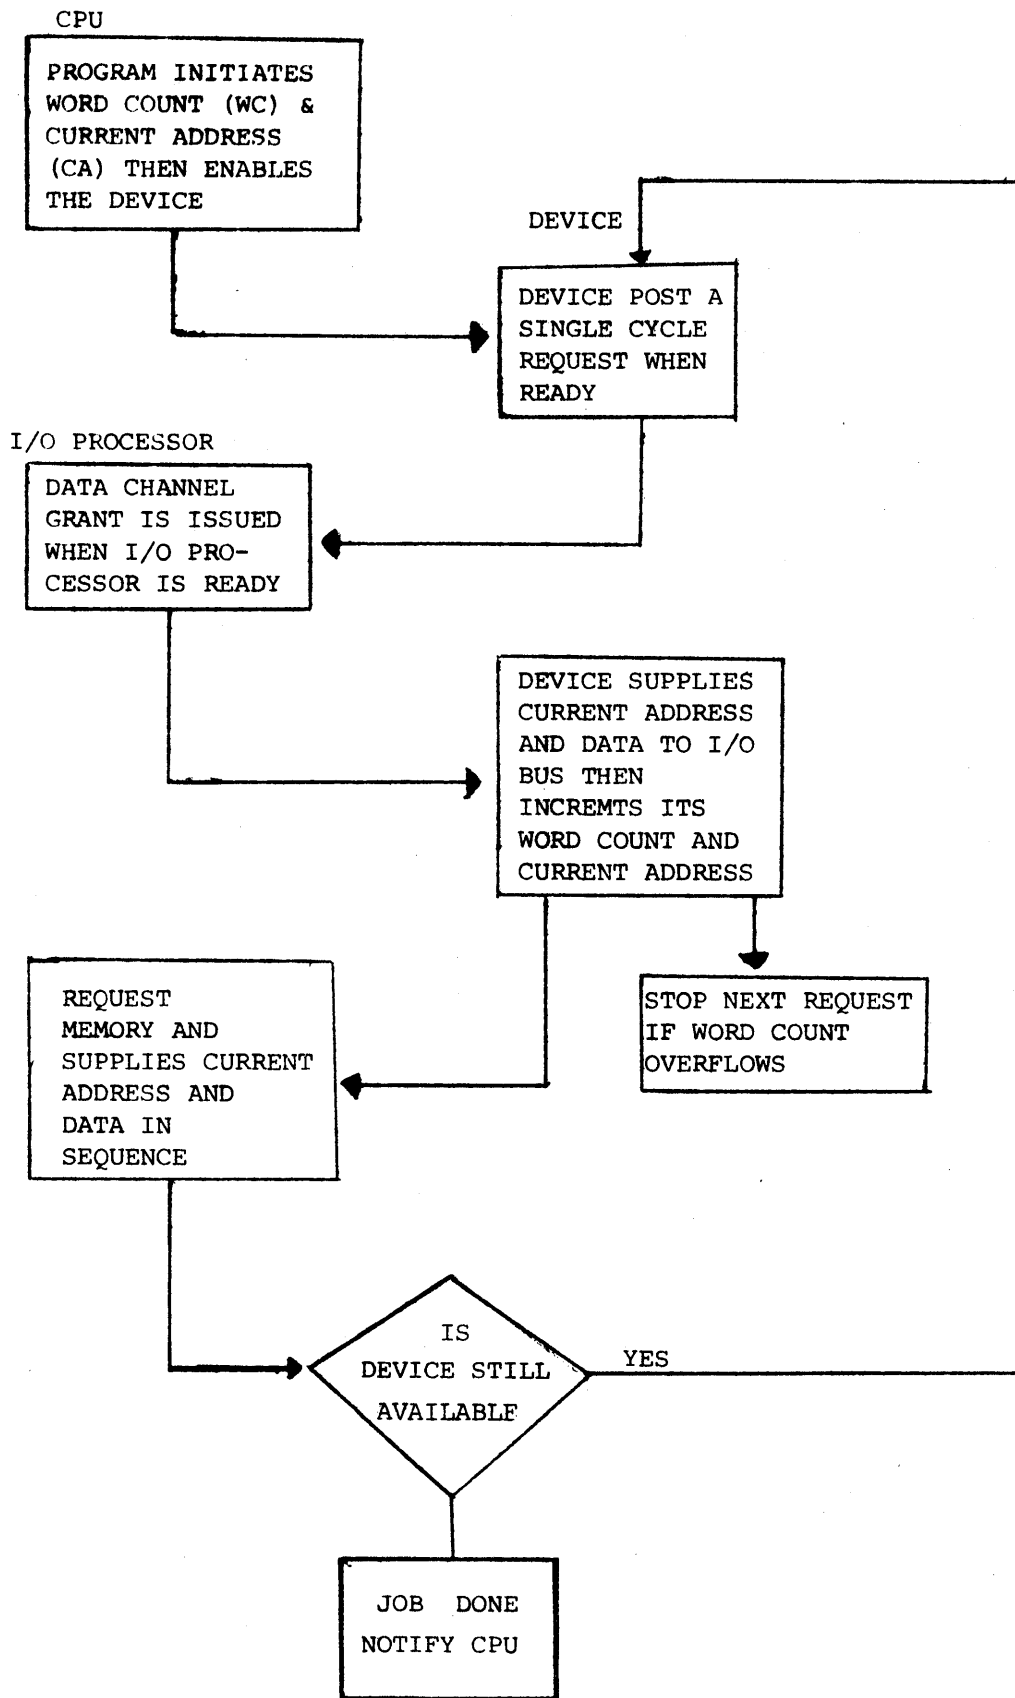 CPU
PROGRAM INITIATES
WORD COUNT (WC) &
CURRENT ADDRESS
(CA) THEN ENABLES
THE DEVICE
DEVICE
DEVICE POST A
SINGLE CYCLE
REQUEST WHEN
READY
I/O PROCESSOR
DATA CHANNEL
GRANT IS ISSUED
WHEN I/O PRO-
CESSOR IS READY
DEVICE SUPPLIES
CURRENT ADDRESS
AND DATA TO I/O
BUS THEN
INCREMTS ITS
WORD COUNT AND
CURRENT ADDRESS
REQUEST
MEMORY AND
SUPPLIES CURRENT
ADDRESS AND
DATA IN
SEQUENCE
STOP NEXT REQUEST
IF WORD COUNT
OVERFLOWS
IS
DEVICE STILL
AVAILABLE
YES
JOB DONE
NOTIFY CPU